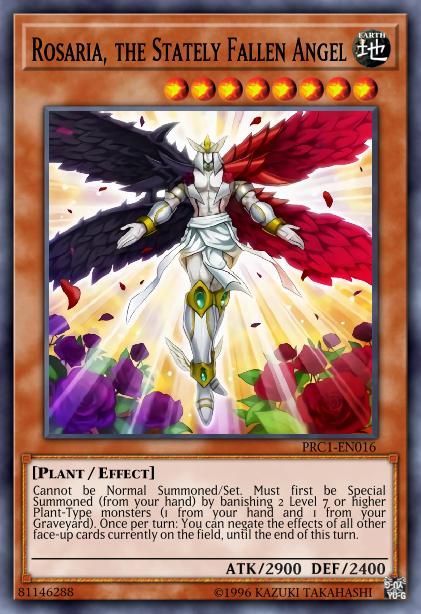 Rosaria, the Stately Fallen Angel
EARTH
地
PRC1-EN016
[Plant / Effect]
Cannot be Normal Summoned/Set. Must first be Special
Summoned (from your hand) by banishing 2 Level 7 or higher
Plant-Type monsters (1 from your hand and 1 from your
Graveyard). Once per turn: You can negate the effects of all other
face-up cards currently on the field, until the end of this turn.
ATK/2900 DEF/2400
81146288
©1996 KAZUKI TAKAHASHI